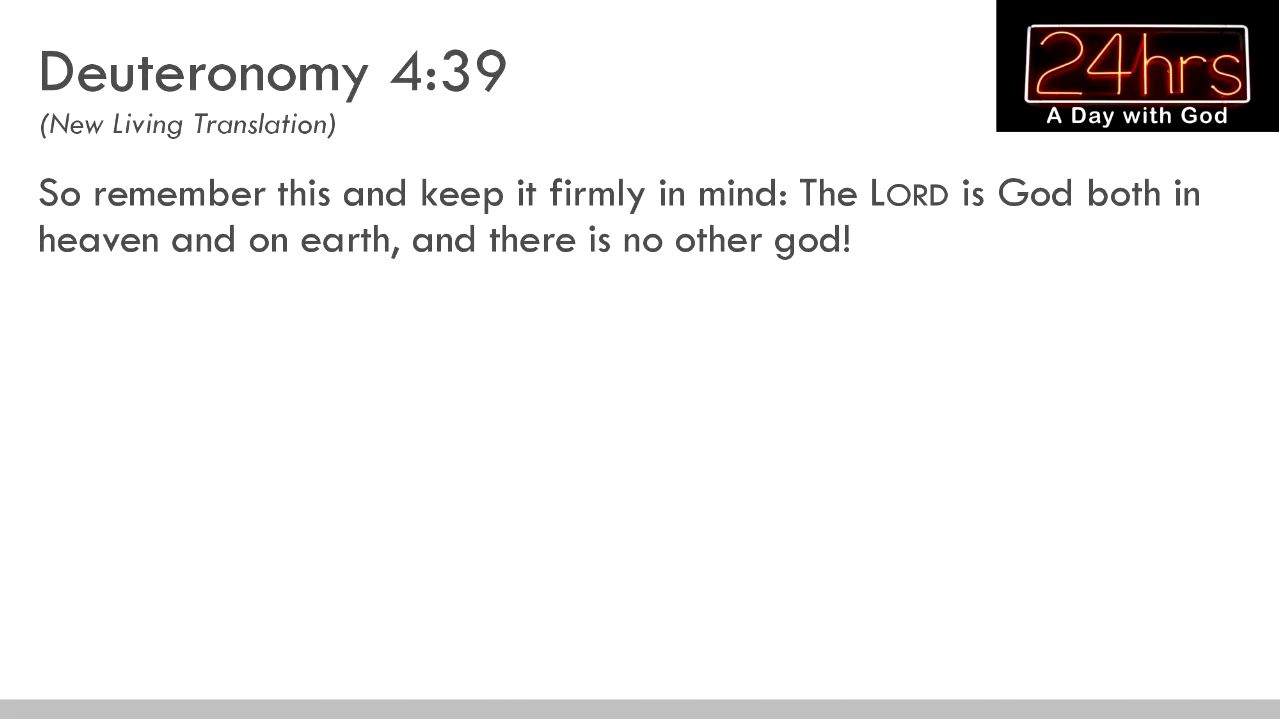 Deuteronomy 4:39
(New Living Translation)
24hrs
A Day with God
So remember this and keep it firmly in mind: The LORD is God both in
heaven and on earth, and there is no other god!